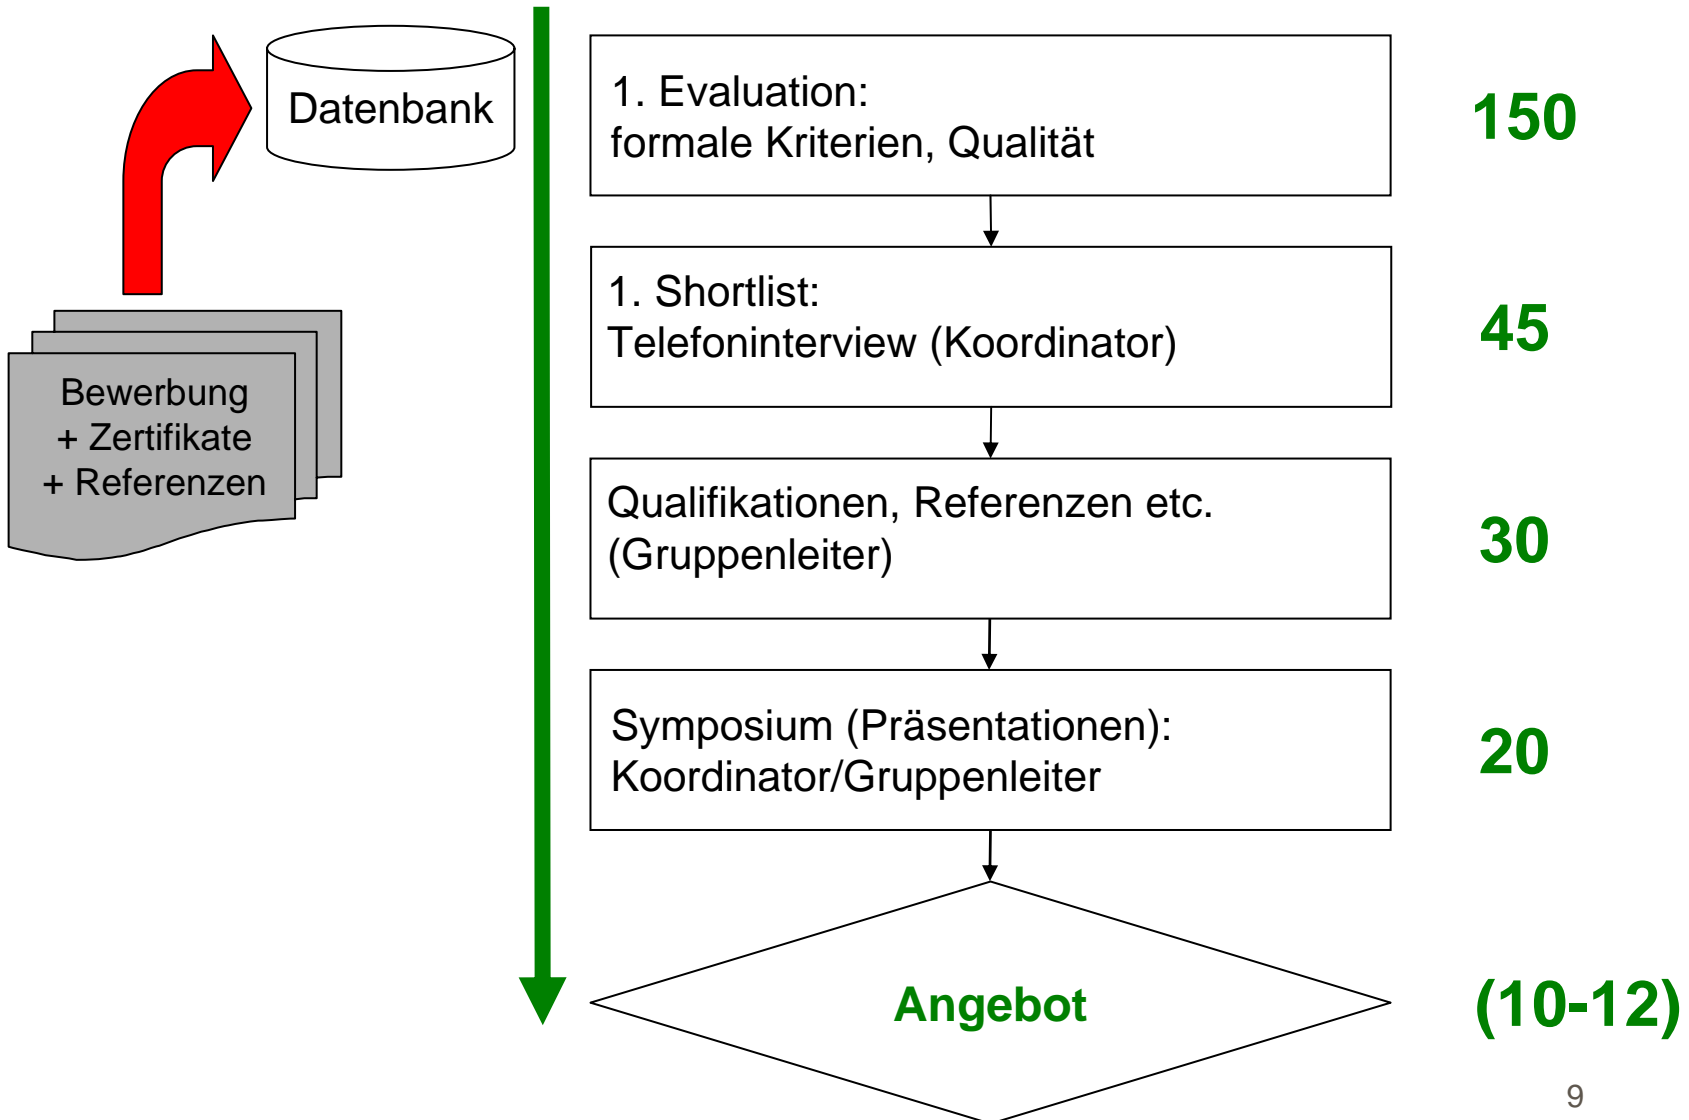 Datenbank
Bewerbung
+ Zertifikate
+ Referenzen
1. Evaluation:
formale Kriterien, Qualität
150
1. Shortlist:
Telefoninterview (Koordinator)
45
Qualifikationen, Referenzen etc.
(Gruppenleiter)
30
Symposium (Präsentationen):
Koordinator/Gruppenleiter
20
Angebot
(10-12)
9